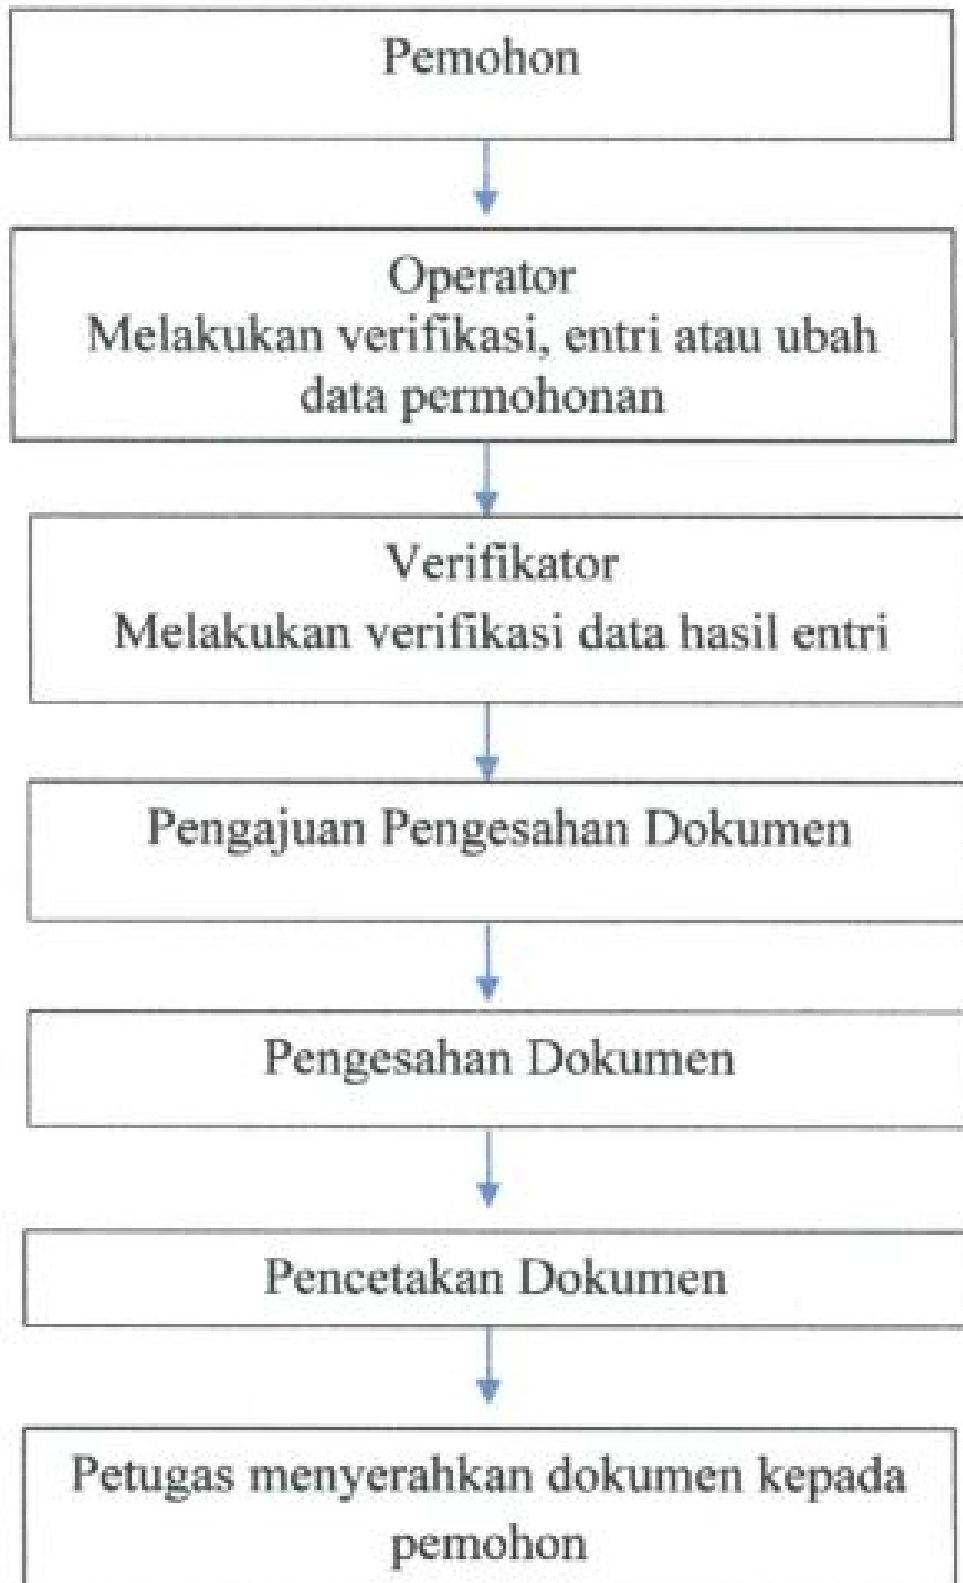 Pemohon
Operator
Melakukan verifikasi, entri atau ubah
data permohonan
Verifikator
Melakukan verifikasi data hasil entri
Pengajuan Pengesahan Dokumen
Pengesahan Dokumen
Pencetakan Dokumen
Petugas menyerahkan dokumen kepada
pemohon